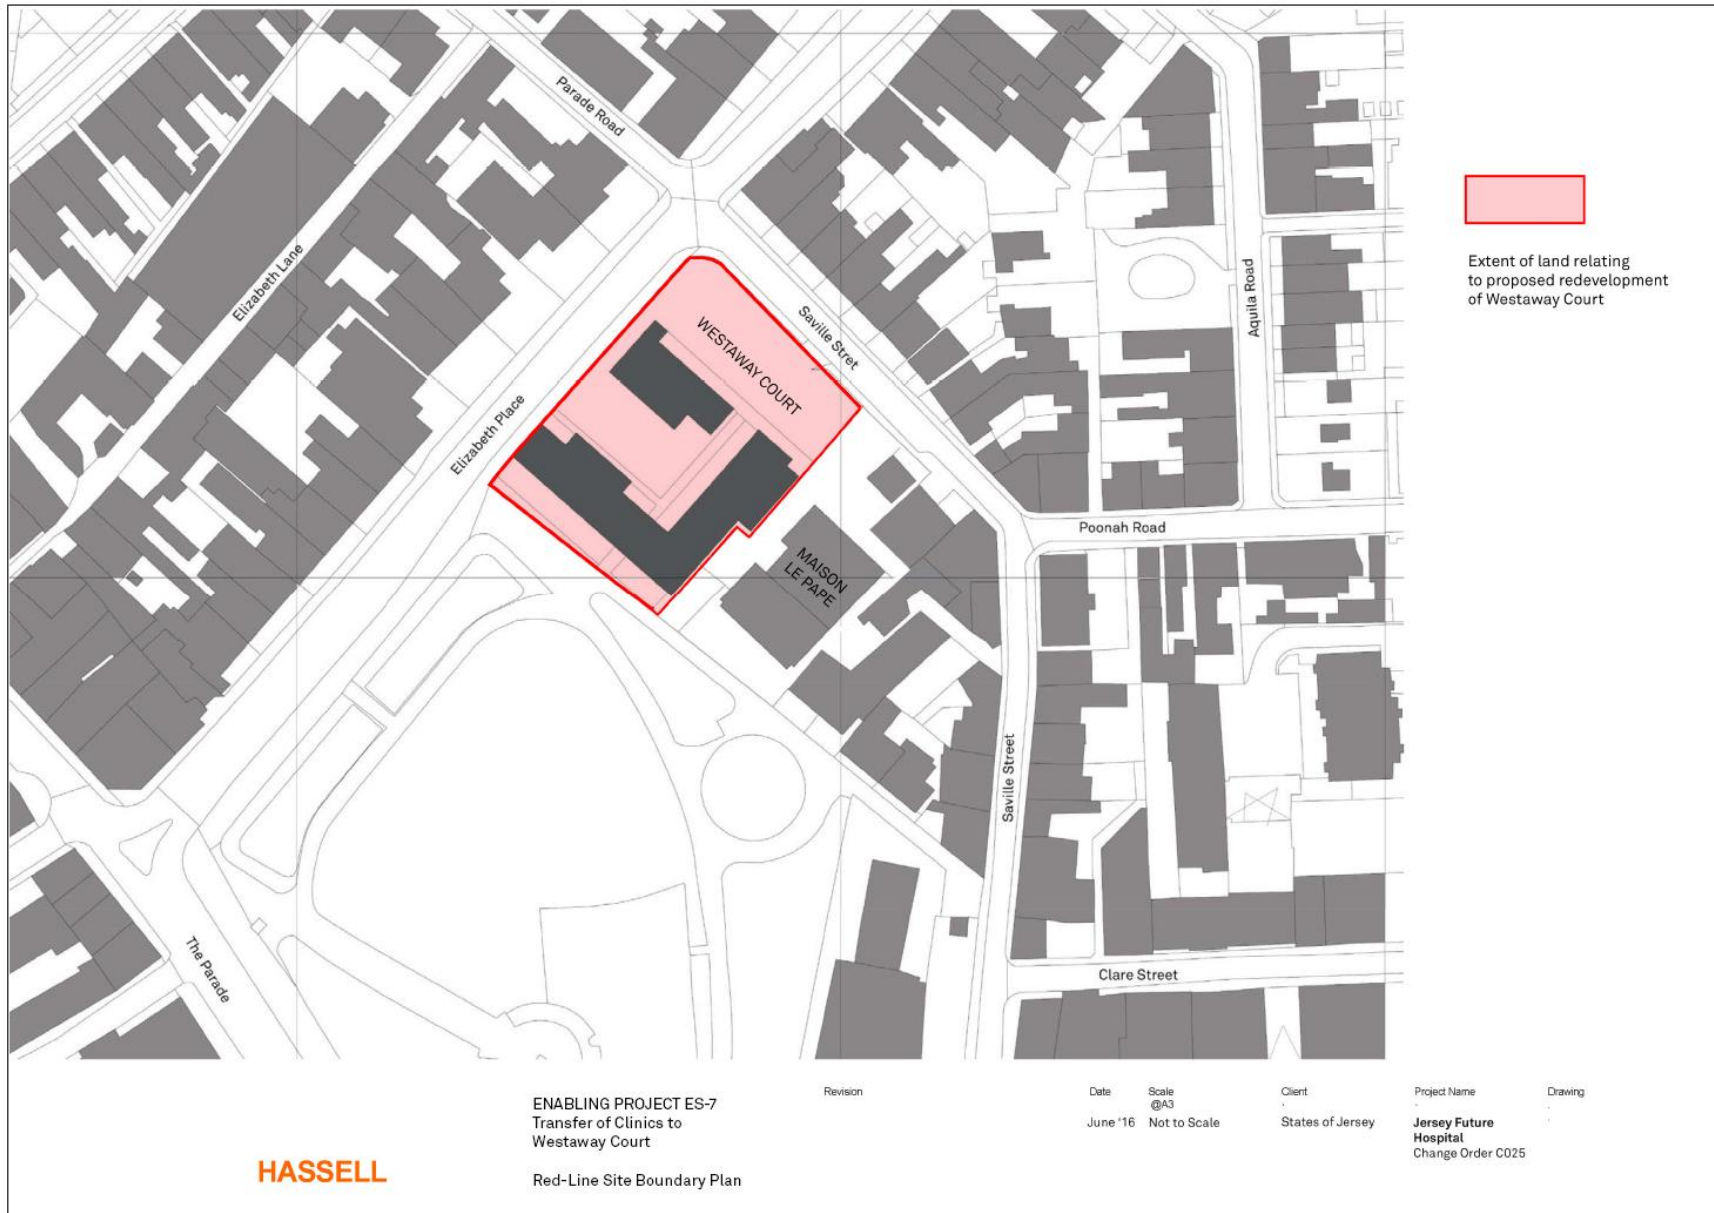 Parade Road
Elizabeth Lane
Elizabeth Place
WESTAWAY COURT
Saville Stret
Aquila Road
Poonah Road
MAISON
LE PAPE
Saville Street
The Parade
Clare Street
Extent of land relating
to proposed redevelopment
of Westaway Court
HASSELL
ENABLING PROJECT ES-7
Transfer of Clinics to
Westaway Court
Red-Line Site Boundary Plan
Revision
Date
June '16
Scale
@A3
Not to Scale
Client
States of Jersey
Project Name
Jersey Future
Hospital
Change Order C025
Drawing